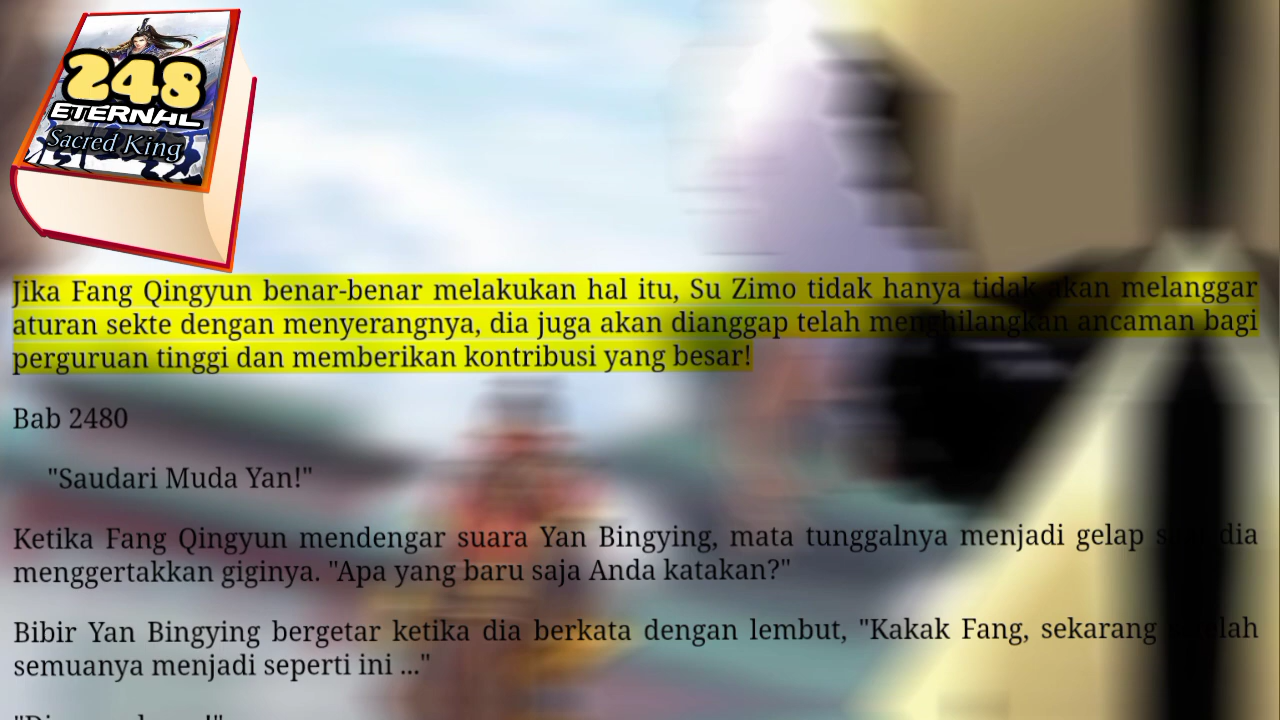 248
ETERNAL
Sacred King
Jika Fang Qingyun benar-benar melakukan hal itu, Su Zimo tidak hanya tidak akan melanggar
aturan sekte dengan menyerangnya, dia juga akan dianggap telah menghilangkan ancaman bagi
perguruan tinggi dan memberikan kontribusi yang besar!
Bab 2480
"Saudari Muda Yan!"
Ketika Fang Qingyun mendengar suara Yan Bingying, mata tunggalnya menjadi gelap dia
menggertakkan giginya. "Apa yang baru saja Anda katakan?"
Bibir Yan Bingying bergetar ketika dia berkata dengan lembut, "Kakak Fang, sekarang
semuanya menjadi seperti ini ..."